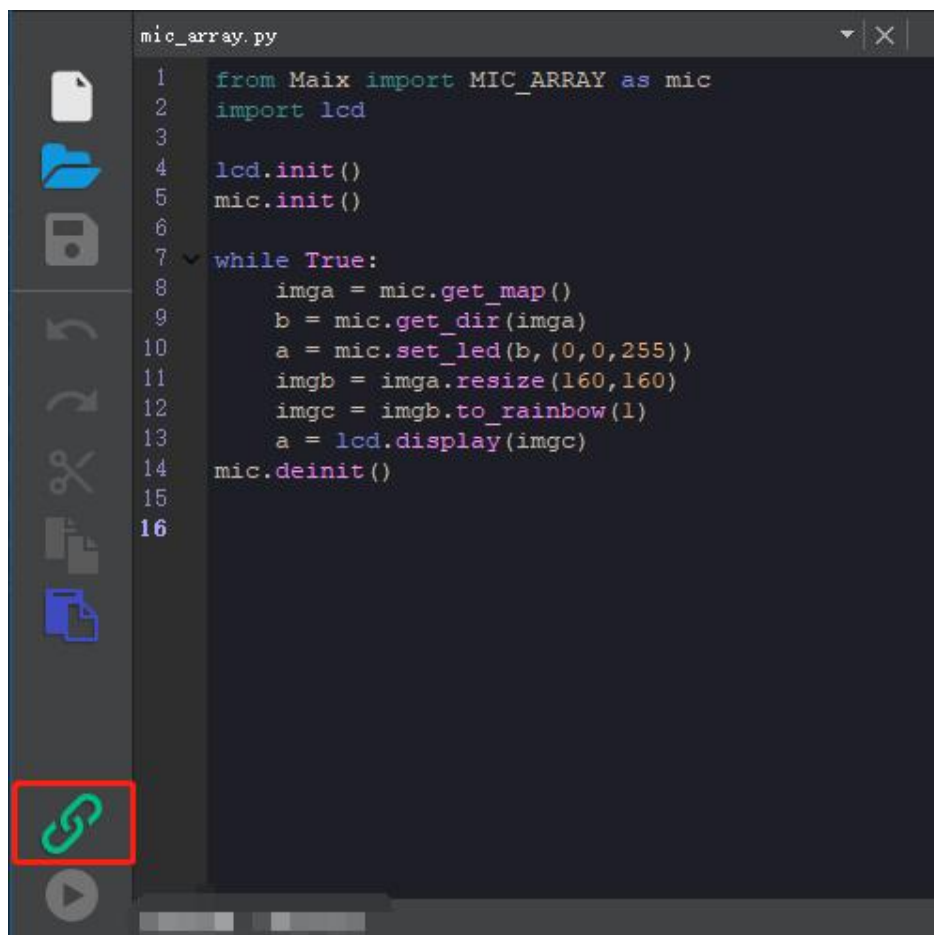 mic_array.py
1 from Maix import MIC_ARRAY as mic
2 import lcd
3
4 lcd.init()
5 mic.init()
6
7 while True:
8     imga = mic.get_map()
9     b = mic.get_dir(imga)
10     a = mic.set_led(b,(0,0,255))
11     imgb = imga.resize(160,160)
12     imgc = imgb.to_rainbow(1)
13     a = lcd.display(imgc)
14 mic.deinit()
15
16